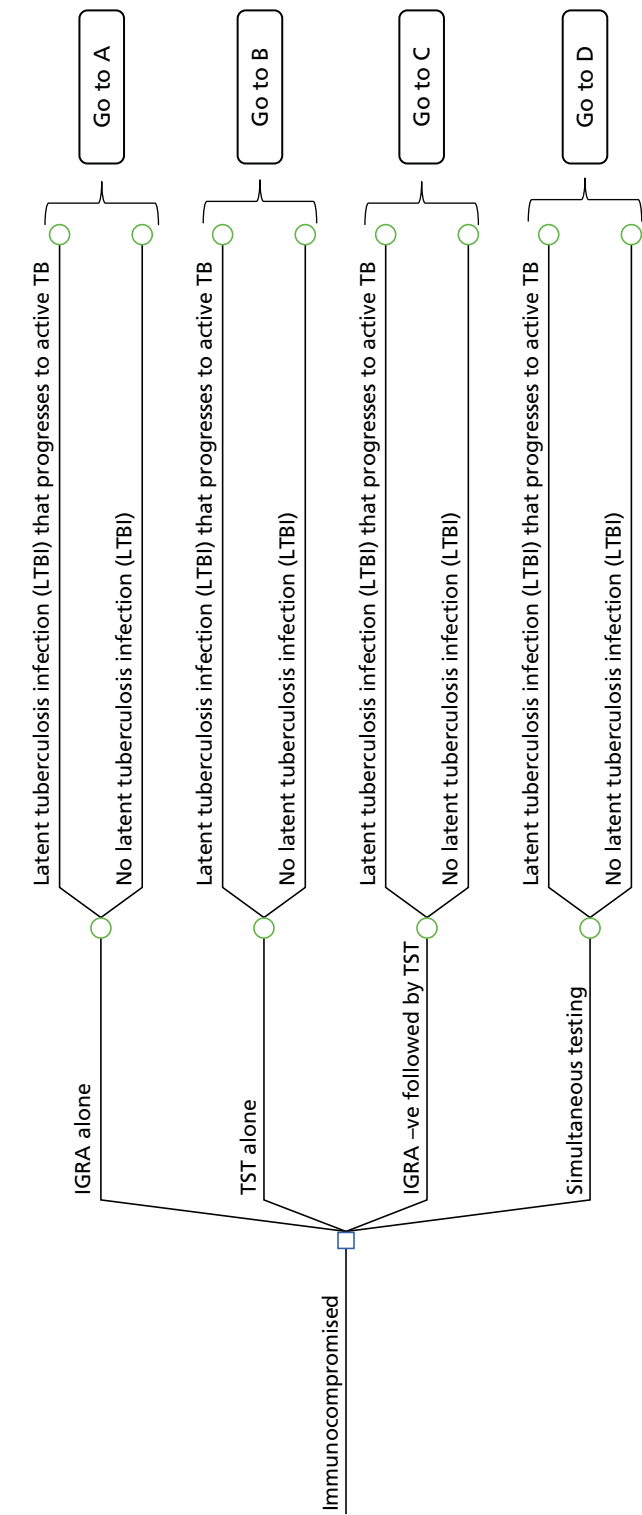 Immunocompromised
IGRA alone
Latent tuberculosis infection (LTBI) that progresses to active TB
No latent tuberculosis infection (LTBI)
Go to A
TST alone
Latent tuberculosis infection (LTBI) that progresses to active TB
No latent tuberculosis infection (LTBI)
Go to B
IGRA –ve followed by TST
Latent tuberculosis infection (LTBI) that progresses to active TB
No latent tuberculosis infection (LTBI)
Go to C
Simultaneous testing
Latent tuberculosis infection (LTBI) that progresses to active TB
No latent tuberculosis infection (LTBI)
Go to D